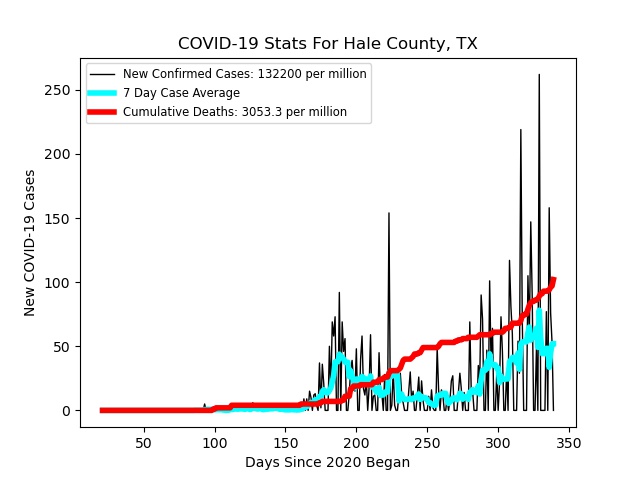 COVID-19 Stats For Hale County, TX
New Confirmed Cases: 132200 per million
7 Day Case Average
Cumulative Deaths: 3053.3 per million
New COVID-19 Cases
250
200
150
100
50
0
50 100 150 200 250 300 350
Days Since 2020 Began